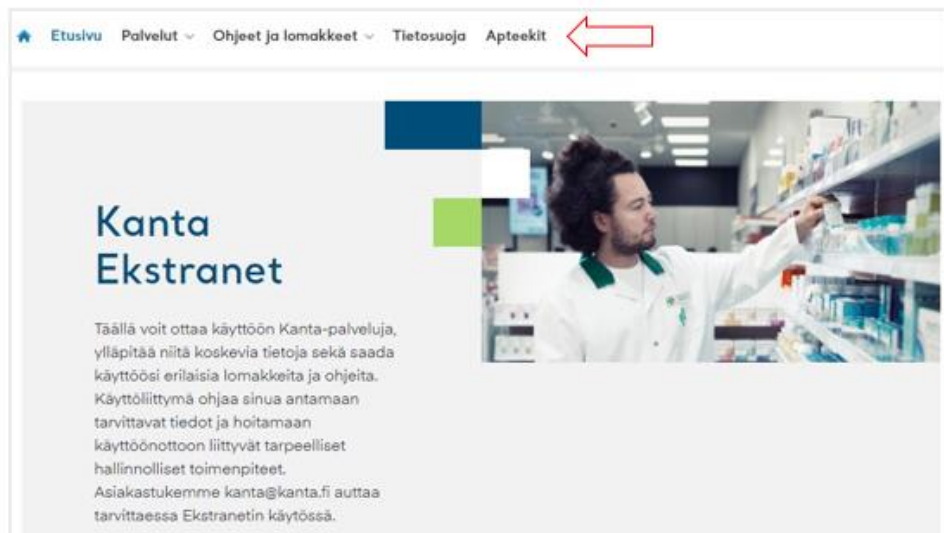 Etusivu Palvelut Ohjeet ja lomakkeet Tietosuoja Apteekit
Kanta
Ekstranet
Täällä voit ottaa käyttöön Kanta-palveluja,
ylläpitää niitä koskevia tietoja sekä saada
käyttöösi erilaisia lomakkeita ja ohjeita.
Käyttöliittymä ohjaa sinua antamaan
tarvittavat tiedot ja hoitamaan
käyttöönottoon liittyvät tarpeelliset
hallinnolliset toimenpiteet.
Asiakastukemme kanta@kanta.fi auttaa
tarvittaessa Ekstranetin käytössä.